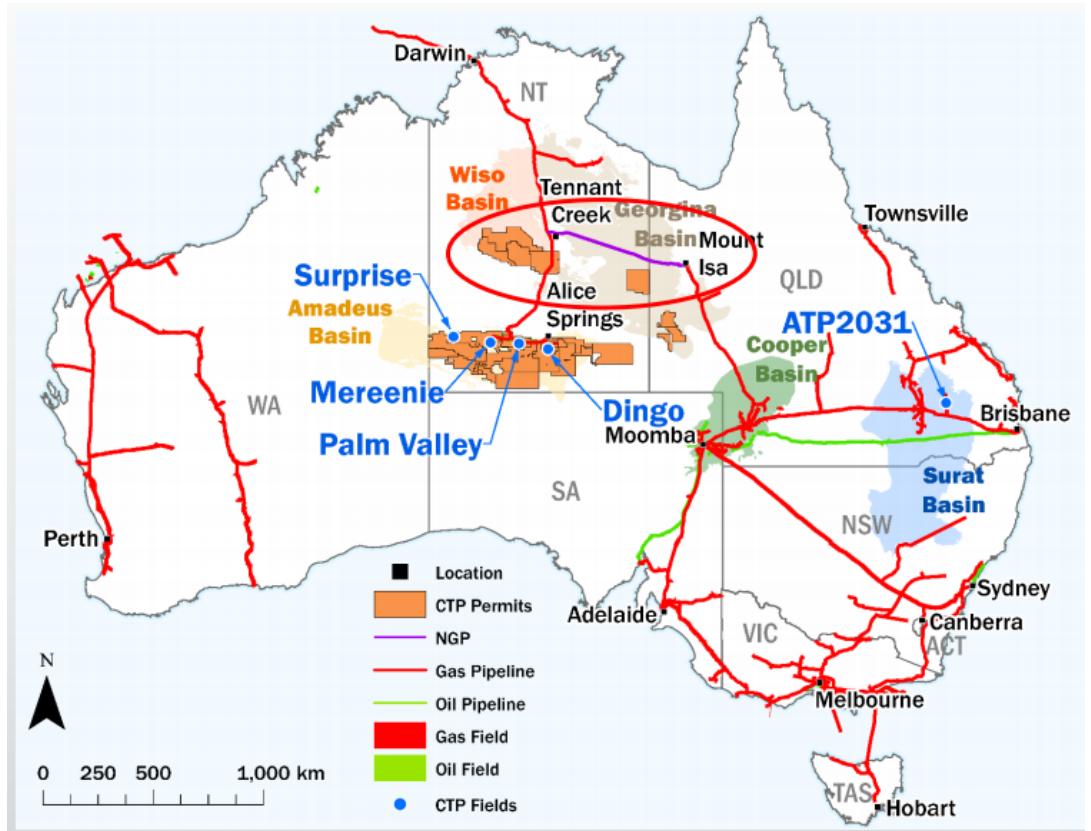 Darwin
NT
Wiso
Basin
Tennant
Creek
Georgina
Basin
Mount
Isa
Townsville
Surprise
Amadeus
Basin
Alice
Springs
QLD
ATP2031
Cooper
Basin
WA
Mereenie
Dingo
Palm Valley
Moomba
Brisbane
SA
Surat
Basin
NSW
Perth
Adelaide
Sydney
Canberra
ACT
VIC
Melbourne
TAS
Hobart
Location
CTP Permits
NGP
Gas Pipeline
Oil Pipeline
Gas Field
Oil Field
CTP Fields
N
0 250 500 1,000 km